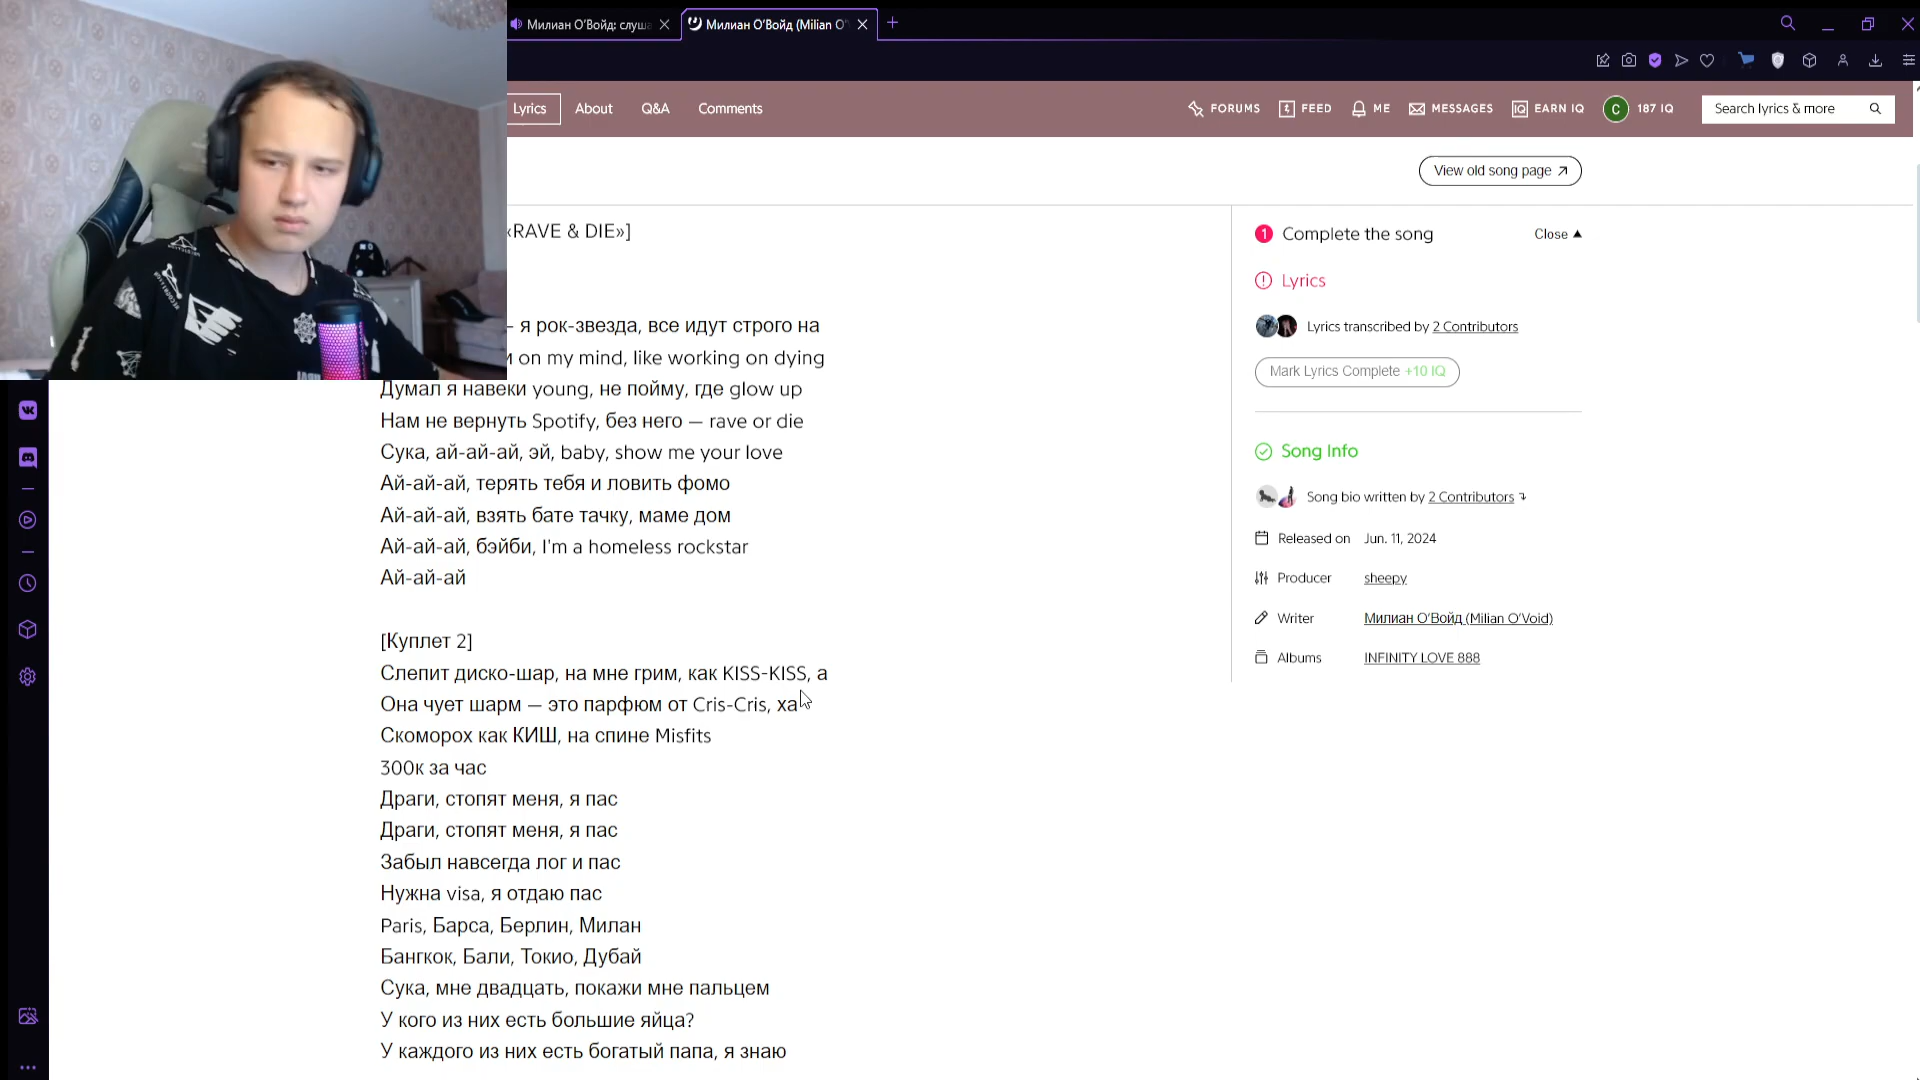 Милиан О'Войд: слуша
Милиан О'Войд (Milian O'
Lyrics
About
Q&A
Comments
FORUMS
FEED
ME
MESSAGES
EARN IQ
C
187 IQ
Search lyrics & more
View old song page
«RAVE & DIE»]
– я рок-звезда, все идут строго на
on my mind, like working on dying
Думал я навеки young, не пойму, где glow up
Нам не вернуть Spotify, без него — rave or die
Сука, ай-ай-ай, эй, baby, show me your love
Ай-ай-ай, терять тебя и ловить фомо
Ай-ай-ай, взять бате тачку, маме дом
Ай-ай-ай, бэйби, I'm a homeless rockstar
Ай-ай-ай
[Куплет 2]
Слепит диско-шар, на мне грим, как KISS-KISS, а
Она чует шарм — это парфюм от Cris-Cris, ха
Скоморох как КИШ, на спине Misfits
300к за час
Драги, стопят меня, я пас
Драги, стопят меня, я пас
Забыл навсегда лог и пас
Нужна visa, я отдаю пас
Paris, Барса, Берлин, Милан
Бангкок, Бали, Токио, Дубай
Сука, мне двадцать, покажи мне пальцем
У кого из них есть большие яйца?
У каждого из них есть богатый папа, я знаю
1 Complete the song
Close
Lyrics
Lyrics transcribed by 2 Contributors
Mark Lyrics Complete +10 IQ
Song Info
Song bio written by 2 Contributors
Released on Jun. 11, 2024
Producer sheepy
Writer Милиан О'Войд (Milian O'Void)
Albums INFINITY LOVE 888